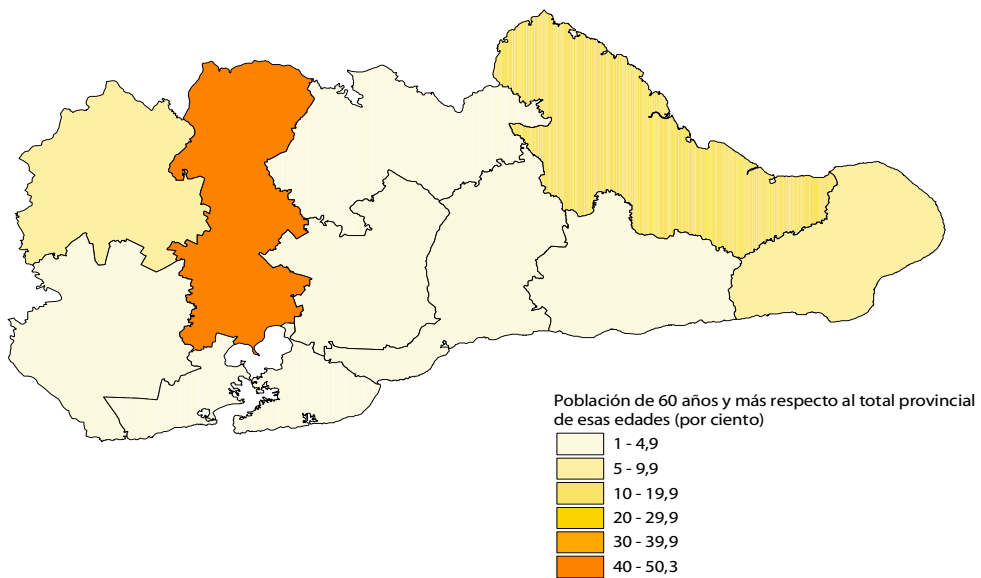 Población de 60 años y más respecto al total provincial
de esas edades (por ciento)
1 - 4,9
5 - 9,9
10 - 19,9
20 - 29,9
30 - 39,9
40 - 50,3